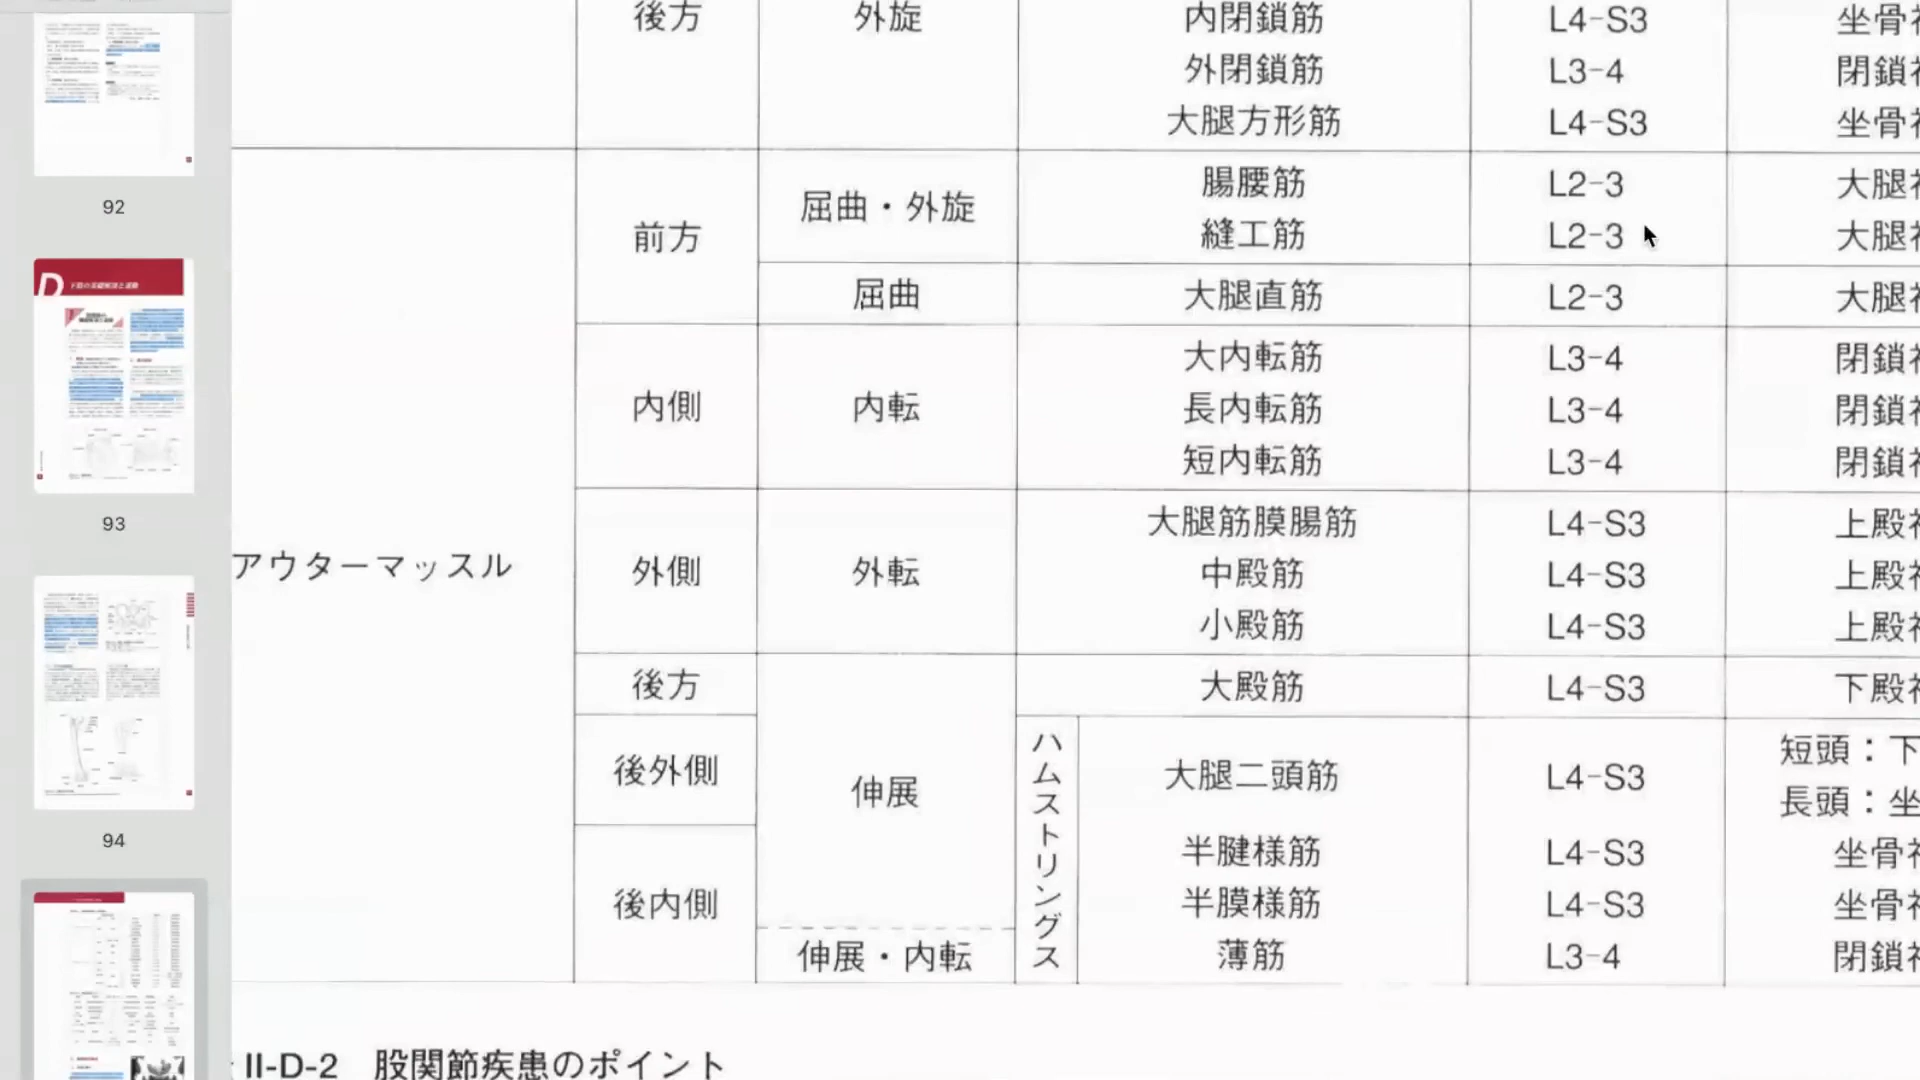 後方 外旋 内閉鎖筋 L4-S3 坐骨
外閉鎖筋 L3-4 閉鎖
大腿方形筋 L4-S3 坐骨
アウターマッスル
前方 屈曲・外旋 腸腰筋 L2-3 大腿
縫工筋 L2-3 大腿
屈曲 大腿直筋 L2-3 大腿
内側 内転 大内転筋 L3-4 閉鎖
長内転筋 L3-4 閉鎖
短内転筋 L3-4 閉鎖
外側 外転 大腿筋膜腸筋 L4-S3 上殿
中殿筋 L4-S3 上殿
小殿筋 L4-S3 上殿
後方 伸展 大殿筋 L4-S3 下殿
ハムストリングス
後外側 大腿二頭筋 L4-S3 短頭：下
長頭：坐
後内側 半腱様筋 L4-S3 坐骨
半膜様筋 L4-S3 坐骨
伸展・内転 薄筋 L3-4 閉鎖
II-D-2 股関節疾患のポイント
92
D
93
94